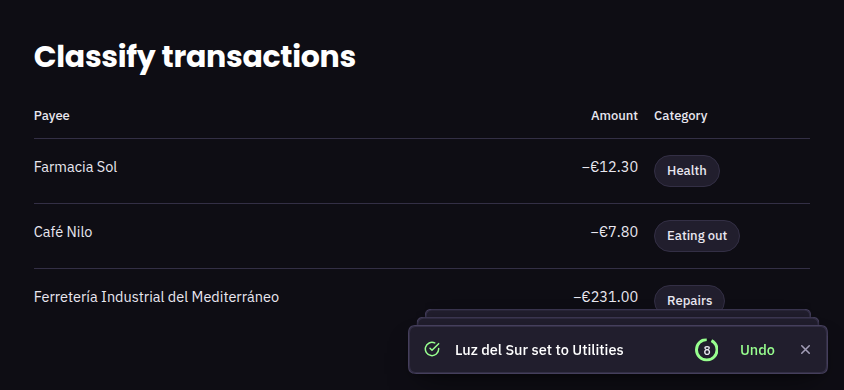 Classify transactions
Payee Amount Category
Farmacia Sol −€12.30 Health
Café Nilo −€7.80 Eating out
Ferretería Industrial del Mediterráneo −€231.00 Repairs
Luz del Sur set to Utilities 8 Undo